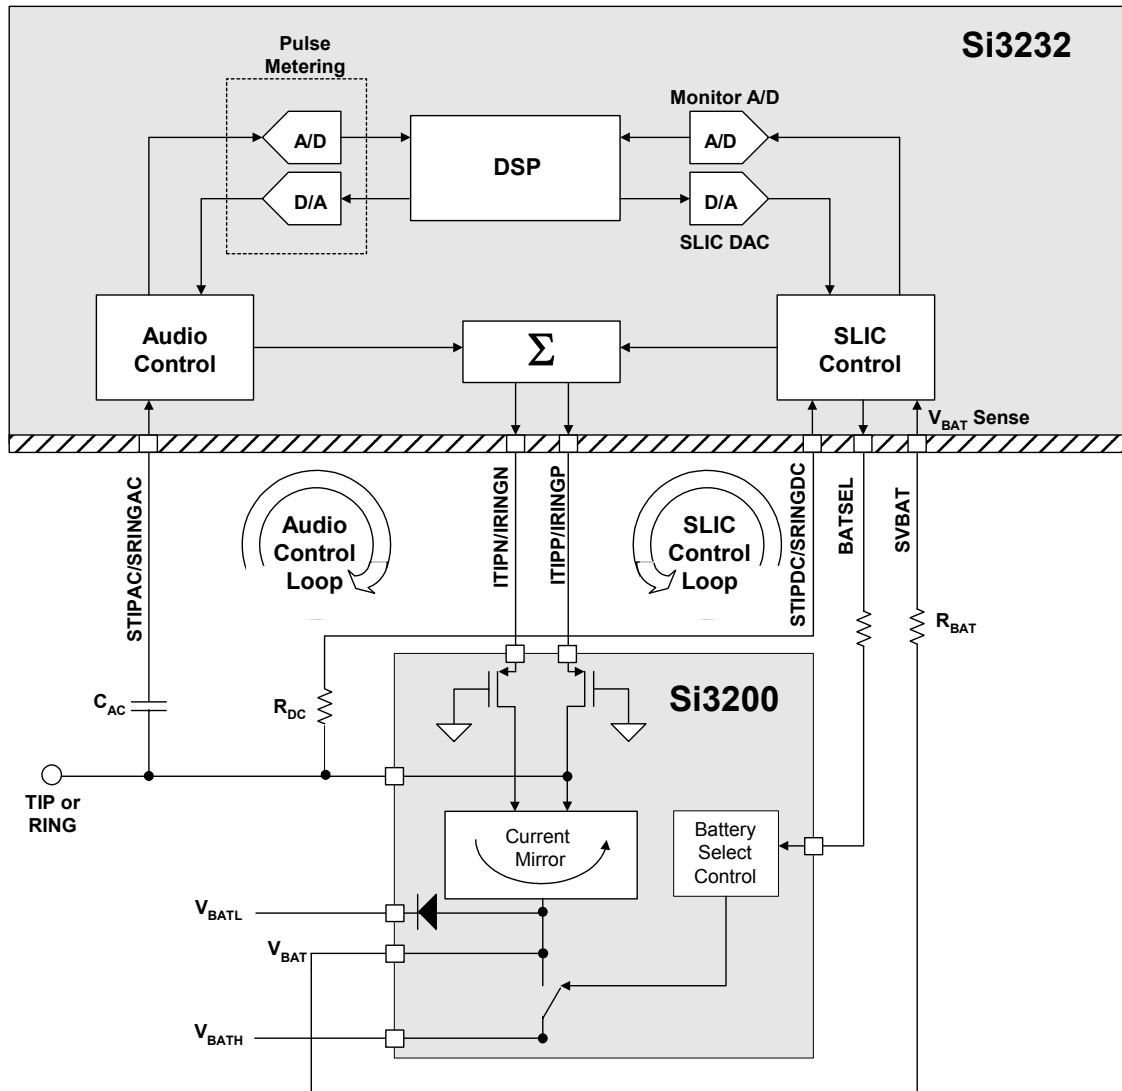 Si3232
Pulse
Metering
Monitor A/D
A/D
DSP
A/D
D/A
D/A
SLIC DAC
Audio
Control
Σ
SLIC
Control
VBAT Sense
STIPAC/SRINGAC
Audio
Control
Loop
ITIPN/IRINGN
ITIPP/IRINGP
SLIC
Control
Loop
STIPDC/SRINGDC
BATSEL
SVBAT
RBAT
CAC
RDC
Si3200
TIP or
RING
Current
Mirror
Battery
Select
Control
VBATL
VBAT
VBATH